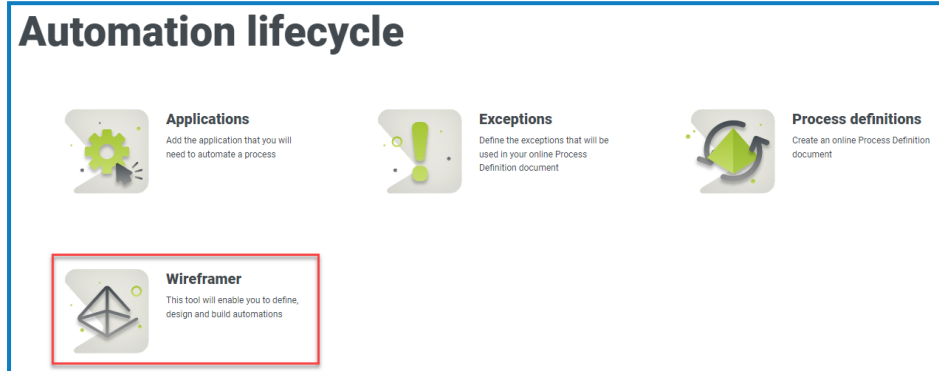 Automation lifecycle
Applications
Add the application that you will
need to automate a process
Exceptions
Define the exceptions that will be
used in your online Process
Definition document
Process definitions
Create an online Process Definition
document
Wireframer
This tool will enable you to define,
design and build automations